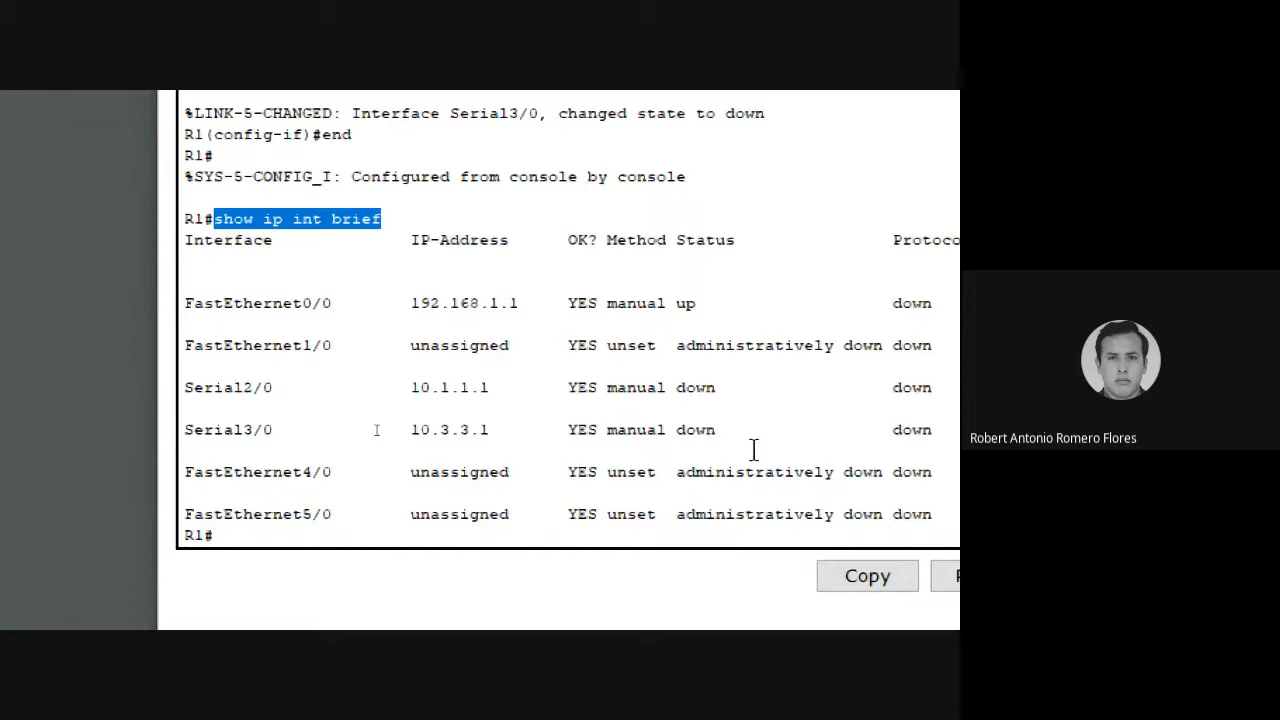 %LINK-5-CHANGED: Interface Serial3/0, changed state to down
R1(config-if)#end
R1#
%SYS-5-CONFIG_I: Configured from console by console
R1#show ip int brief
Interface IP-Address OK? Method Status Protoco
FastEthernet0/0 192.168.1.1 YES manual up down
FastEthernet1/0 unassigned YES unset administratively down down
Serial2/0 10.1.1.1 YES manual down down
Serial3/0 10.3.3.1 YES manual down down
FastEthernet4/0 unassigned YES unset administratively down down
FastEthernet5/0 unassigned YES unset administratively down down
R1#
Copy
Robert Antonio Romero Flores